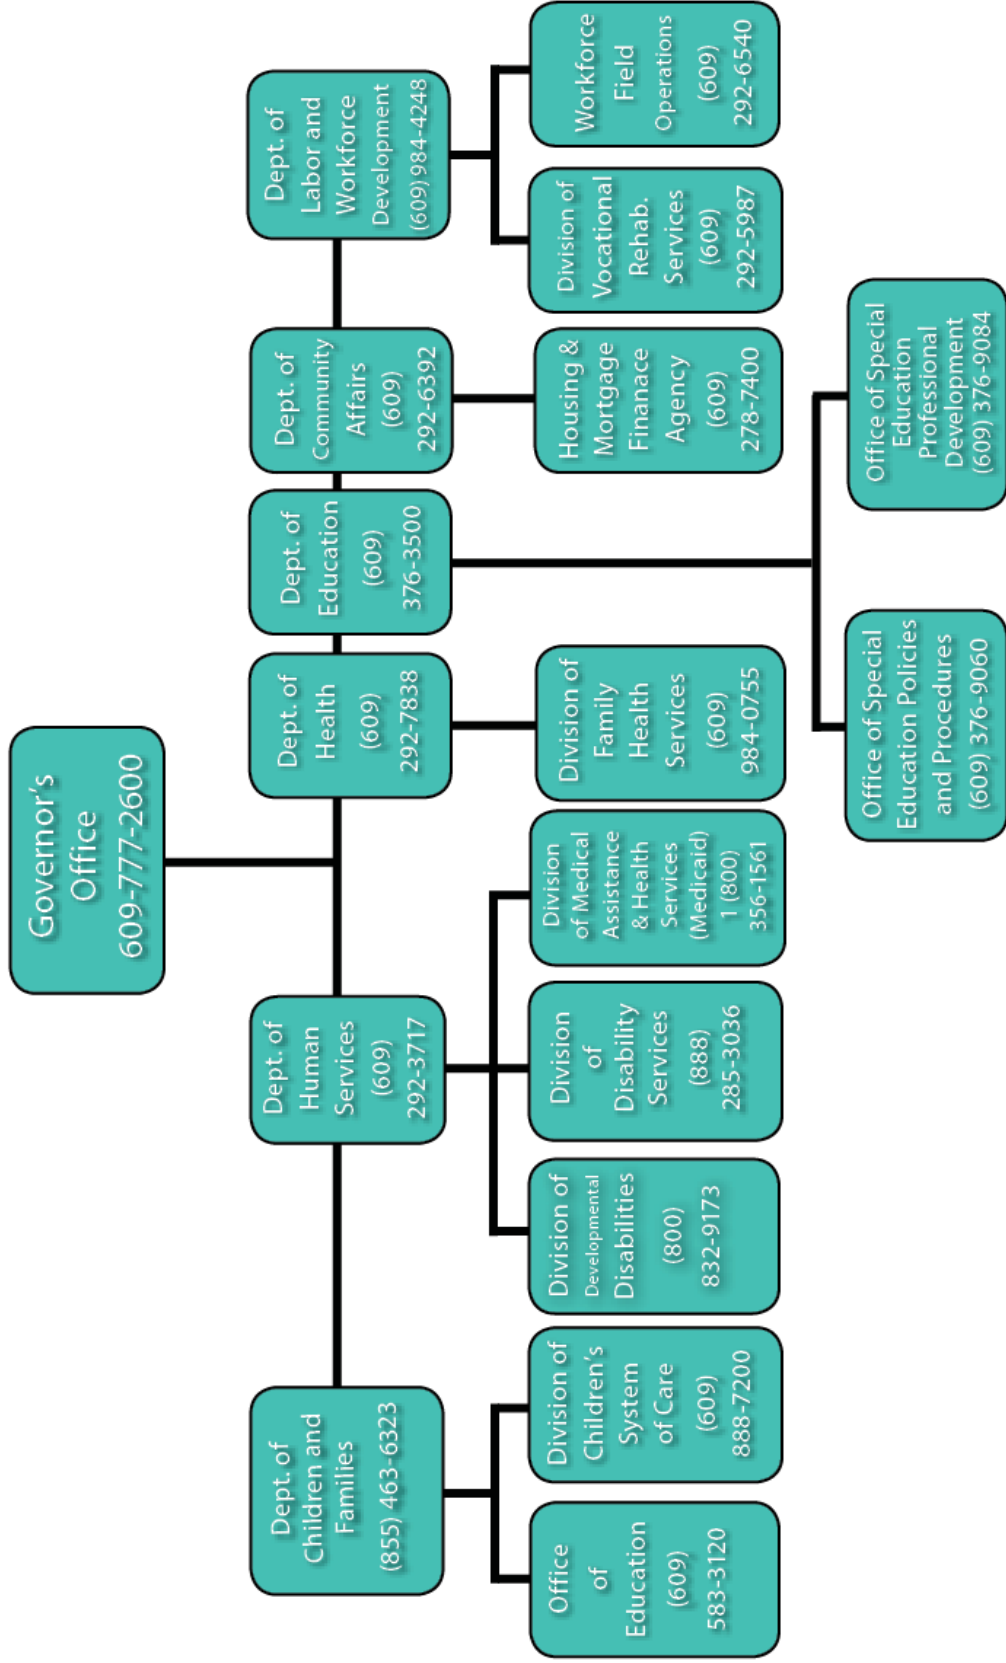 Governor's
Office
609-777-2600
Dept. of
Children and
Families
(855) 463-6323
Dept. of
Human
Services
(609)
292-3717
Dept. of
Health
(609)
292-7838
Dept. of
Education
(609)
376-3500
Dept. of
Community
Affairs
(609)
292-6392
Dept. of
Labor and
Workforce
Development
(609) 984-4248
Office
of
Education
(609)
583-3120
Division of
Children's
System
of Care
(609)
888-7200
Division of
Developmental
Disabilities
(800)
832-9173
Division
of
Disability
Services
(888)
285-3036
Division
of Medical
Assistance
& Health
Services
(Medicaid)
1 (800)
356-1561
Division of
Family
Health
Services
(609)
984-0755
Housing &
Mortgage
Finanace
Agency
(609)
278-7400
Division of
Vocational
Rehab.
Services
(609)
292-5987
Workforce
Field
Operations
(609)
292-6540
Office of Special
Education Policies
and Procedures
(609) 376-9060
Office of Special
Education
Professional
Development
(609) 376-9084